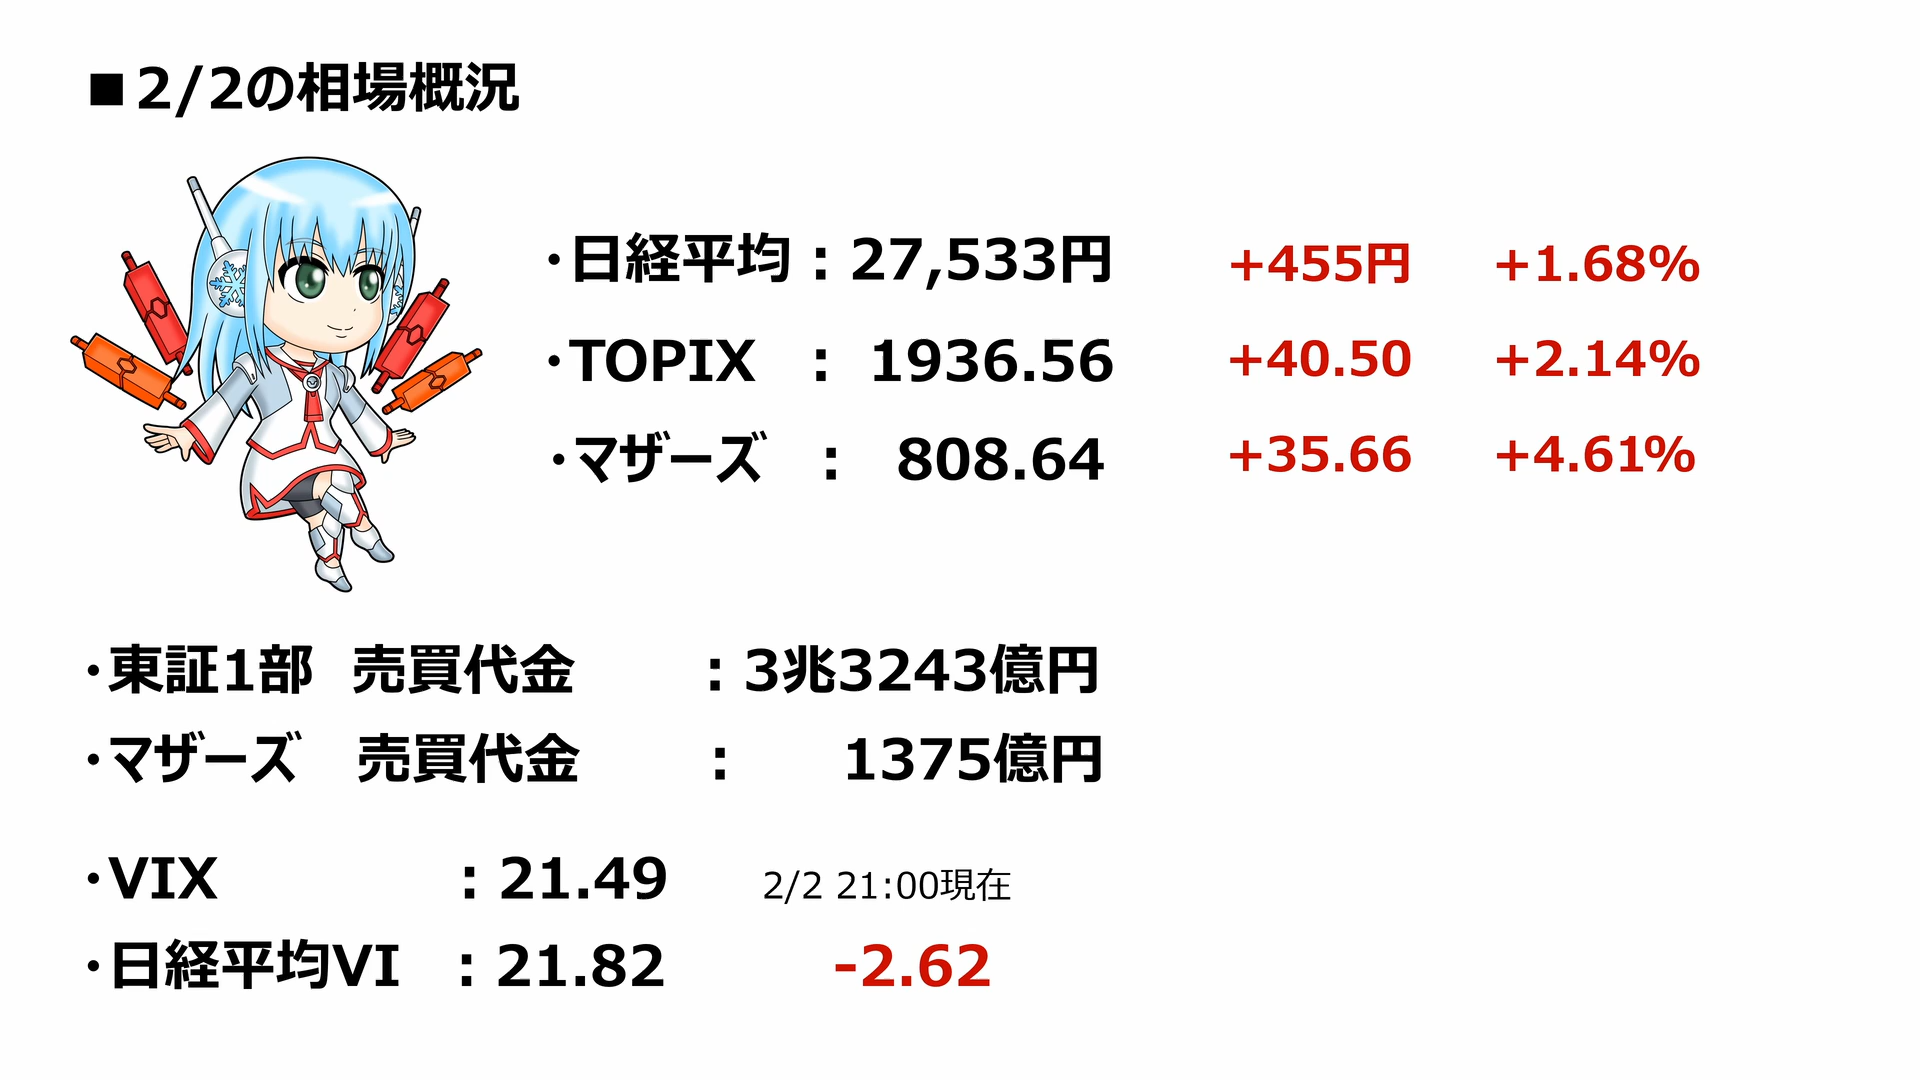 ■2/2の相場概況
・日経平均：27,533円 +455円 +1.68%
・TOPIX ： 1936.56 +40.50 +2.14%
・マザーズ ： 808.64 +35.66 +4.61%
・東証1部 売買代金 ：3兆3243億円
・マザーズ 売買代金 ： 1375億円
・VIX ：21.49 2/2 21:00現在
・日経平均VI ：21.82 -2.62